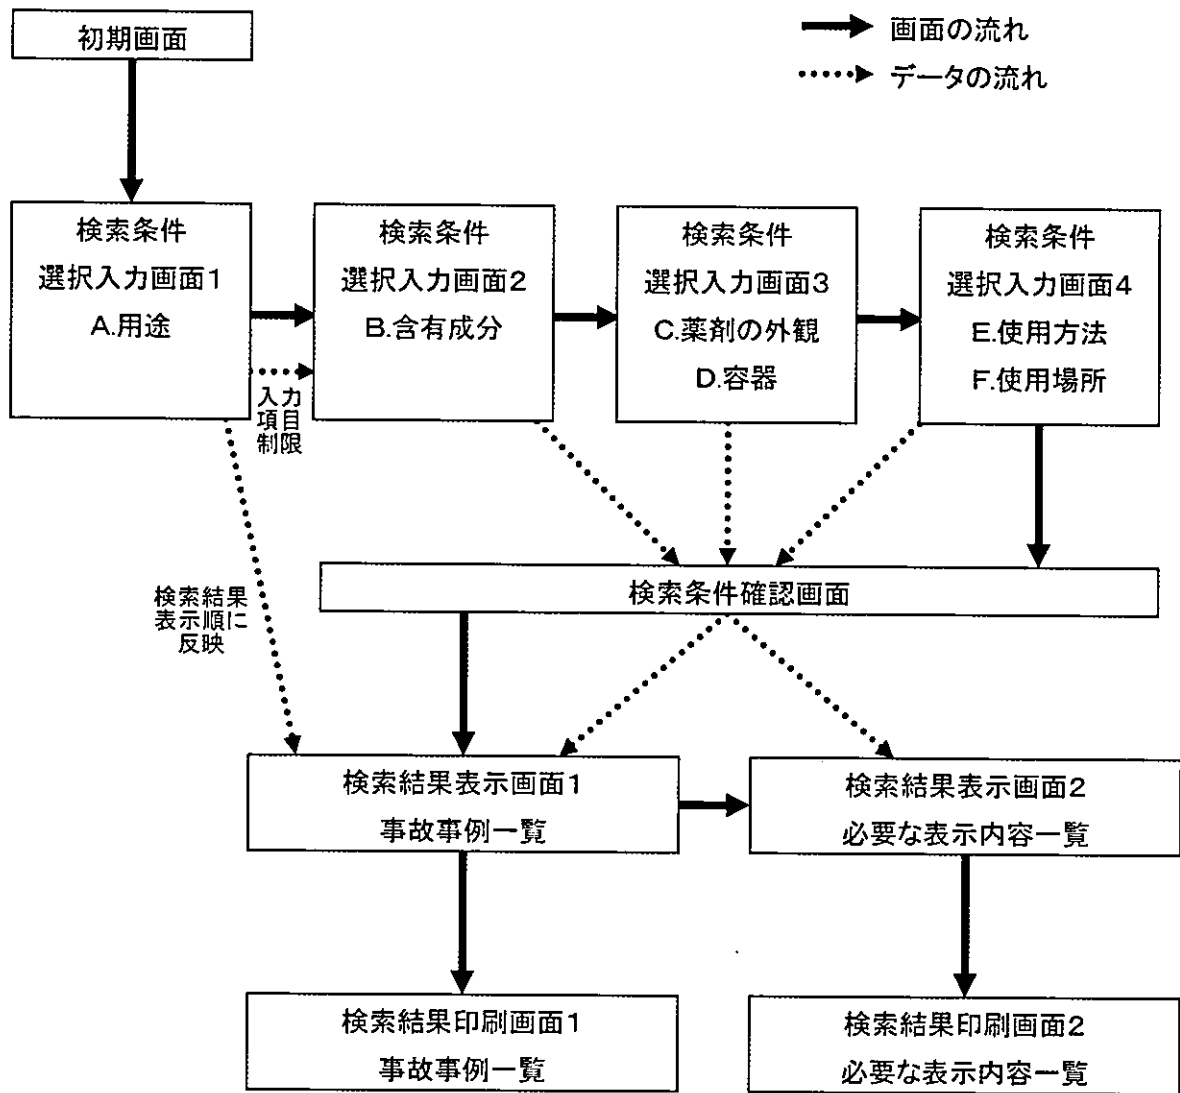 初期画面
画面の流れ
データの流れ
検索条件
選択入力画面1
A.用途
検索条件
選択入力画面2
B.含有成分
検索条件
選択入力画面3
C.薬剤の外観
D.容器
検索条件
選択入力画面4
E.使用方法
F.使用場所
入力
項目
制限
検索結果
表示順に
反映
検索条件確認画面
検索結果表示画面1
事故事例一覧
検索結果表示画面2
必要な表示内容一覧
検索結果印刷画面1
事故事例一覧
検索結果印刷画面2
必要な表示内容一覧